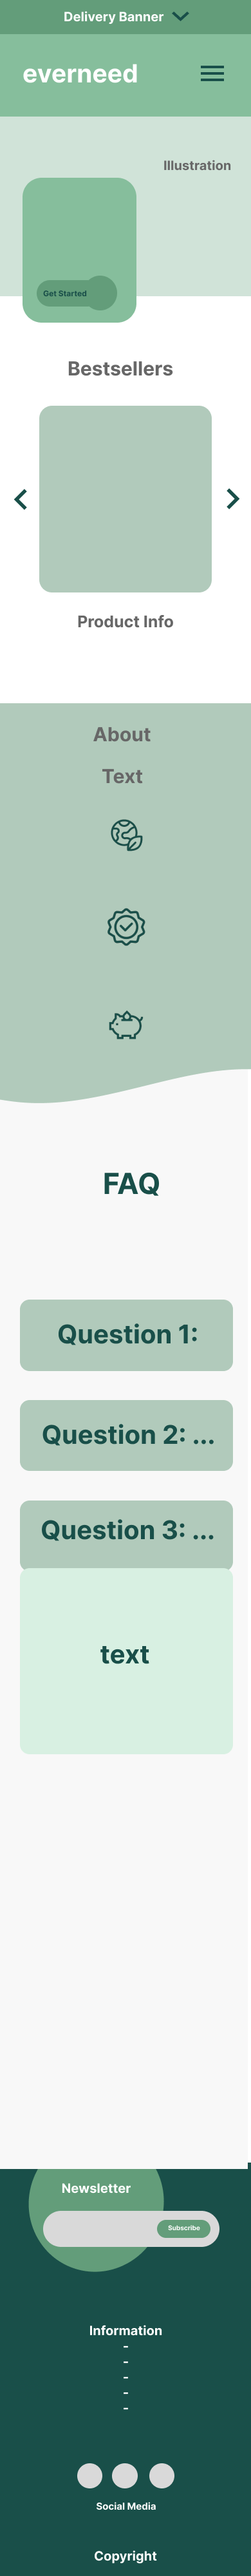 Delivery Banner
everneed
Illustration
Get Started
Bestsellers
Product Info
About
Text
FAQ
Question 1:
Question 2: ...
Question 3: ...
text
Newsletter
Subscribe
Information
-
-
-
-
-
Social Media
Copyright